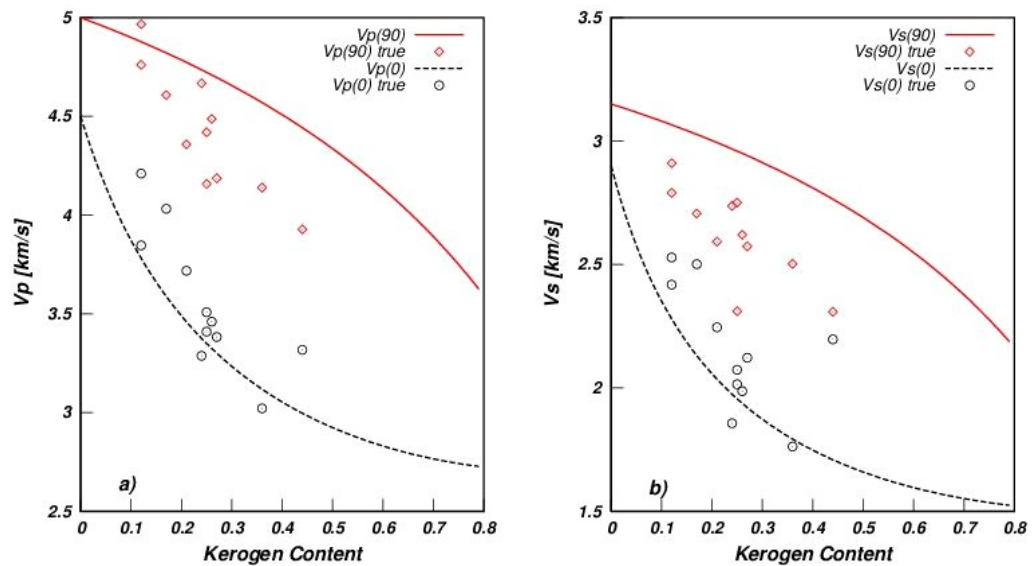 5
4.5
4
3.5
3
2.5
Vp [km/s]
Vp(90)
Vp(90) true
Vp(0)
Vp(0) true
a)
0 0.1 0.2 0.3 0.4 0.5 0.6 0.7 0.8
Kerogen Content
3.5
3
2.5
2
1.5
Vs [km/s]
Vs(90)
Vs(90) true
Vs(0)
Vs(0) true
b)
0 0.1 0.2 0.3 0.4 0.5 0.6 0.7 0.8
Kerogen Content